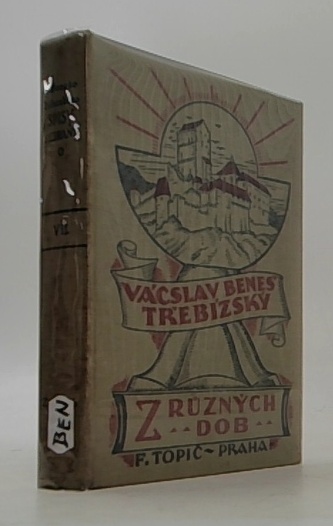 VÁCSLAV BENEŠ
TŘEBÍZSKÝ
Z RŮZNÝCH
DOB
F. TOPIČ~PRAHA
VII.
BEN